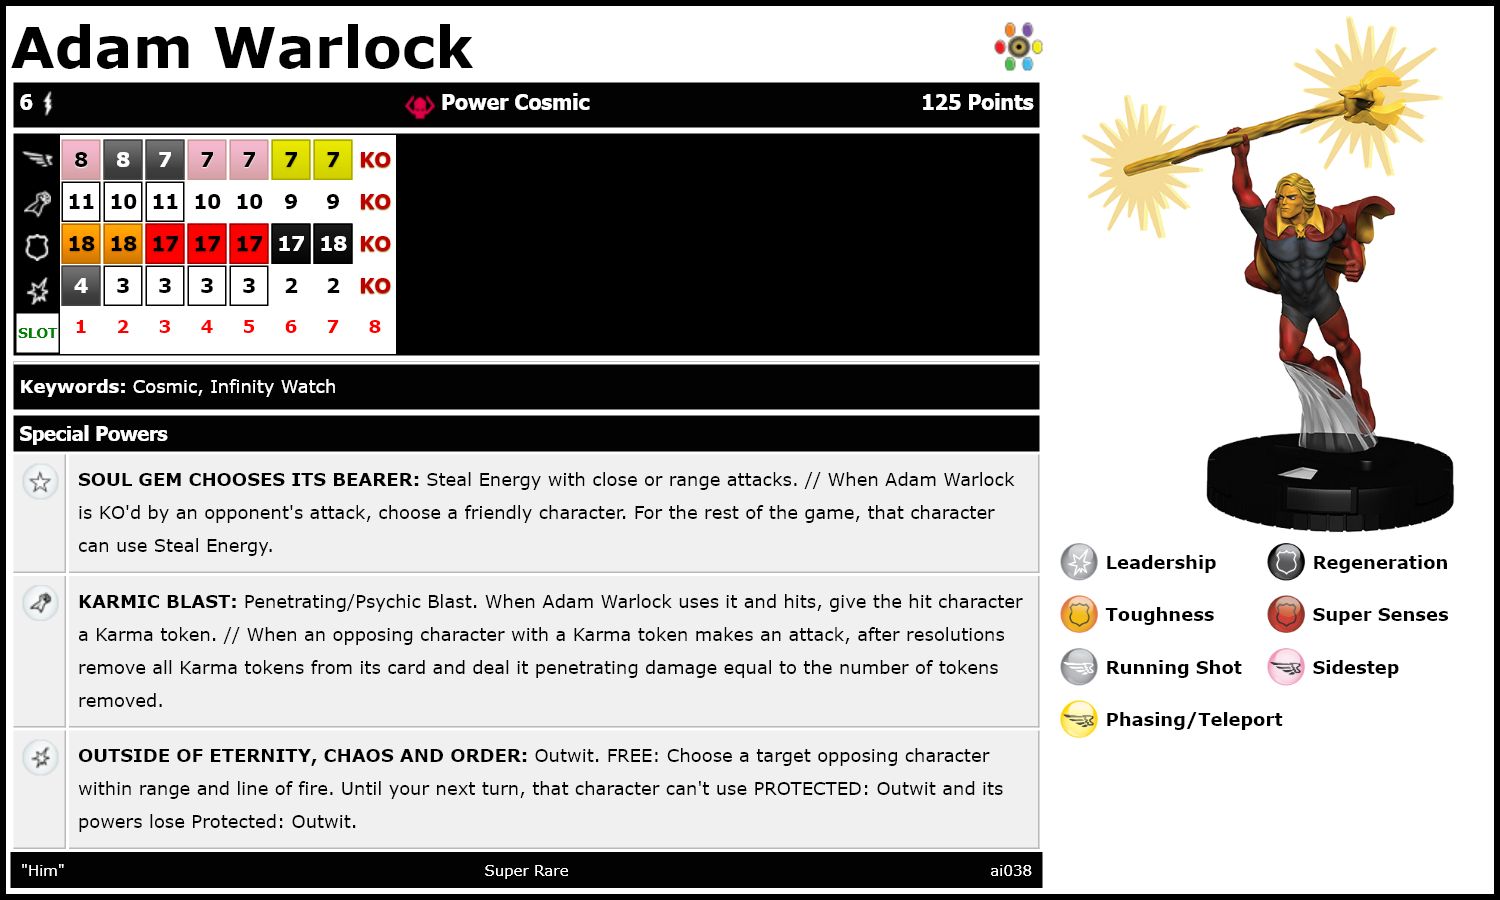 Adam Warlock
6 Power Cosmic 125 Points
8 8 7 7 7 7 7 KO
11 10 11 10 10 9 9 KO
18 18 17 17 17 17 18 KO
4 3 3 3 3 2 2 KO
SLOT 1 2 3 4 5 6 7 8
Keywords: Cosmic, Infinity Watch
Special Powers
SOUL GEM CHOOSES ITS BEARER: Steal Energy with close or range attacks. // When Adam Warlock
is KO'd by an opponent's attack, choose a friendly character. For the rest of the game, that character
can use Steal Energy.
KARMIC BLAST: Penetrating/Psychic Blast. When Adam Warlock uses it and hits, give the hit character
a Karma token. // When an opposing character with a Karma token makes an attack, after resolutions
remove all Karma tokens from its card and deal it penetrating damage equal to the number of tokens
removed.
OUTSIDE OF ETERNITY, CHAOS AND ORDER: Outwit. FREE: Choose a target opposing character
within range and line of fire. Until your next turn, that character can't use PROTECTED: Outwit and its
powers lose Protected: Outwit.
"Him" Super Rare ai038
Leadership Regeneration
Toughness Super Senses
Running Shot Sidestep
Phasing/Teleport